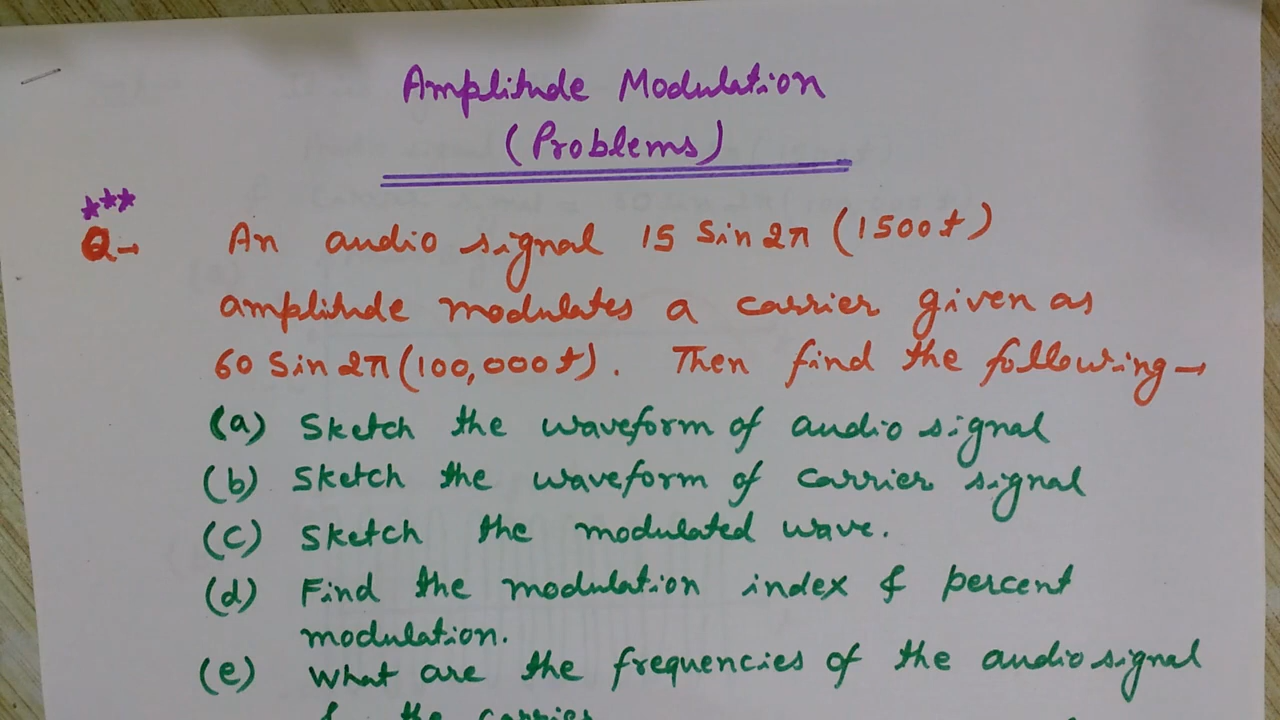 Amplitude Modulation
(Problems)
***
Q→ An audio signal 15 Sin 2π (1500t)
amplitude modulates a carrier given as
60 Sin 2π (100,000t). Then find the following→
(a) Sketch the waveform of audio signal
(b) Sketch the waveform of carrier signal
(c) Sketch the modulated wave.
(d) Find the modulation index & percent
modulation.
(e) What are the frequencies of the audio signal
& the carrier